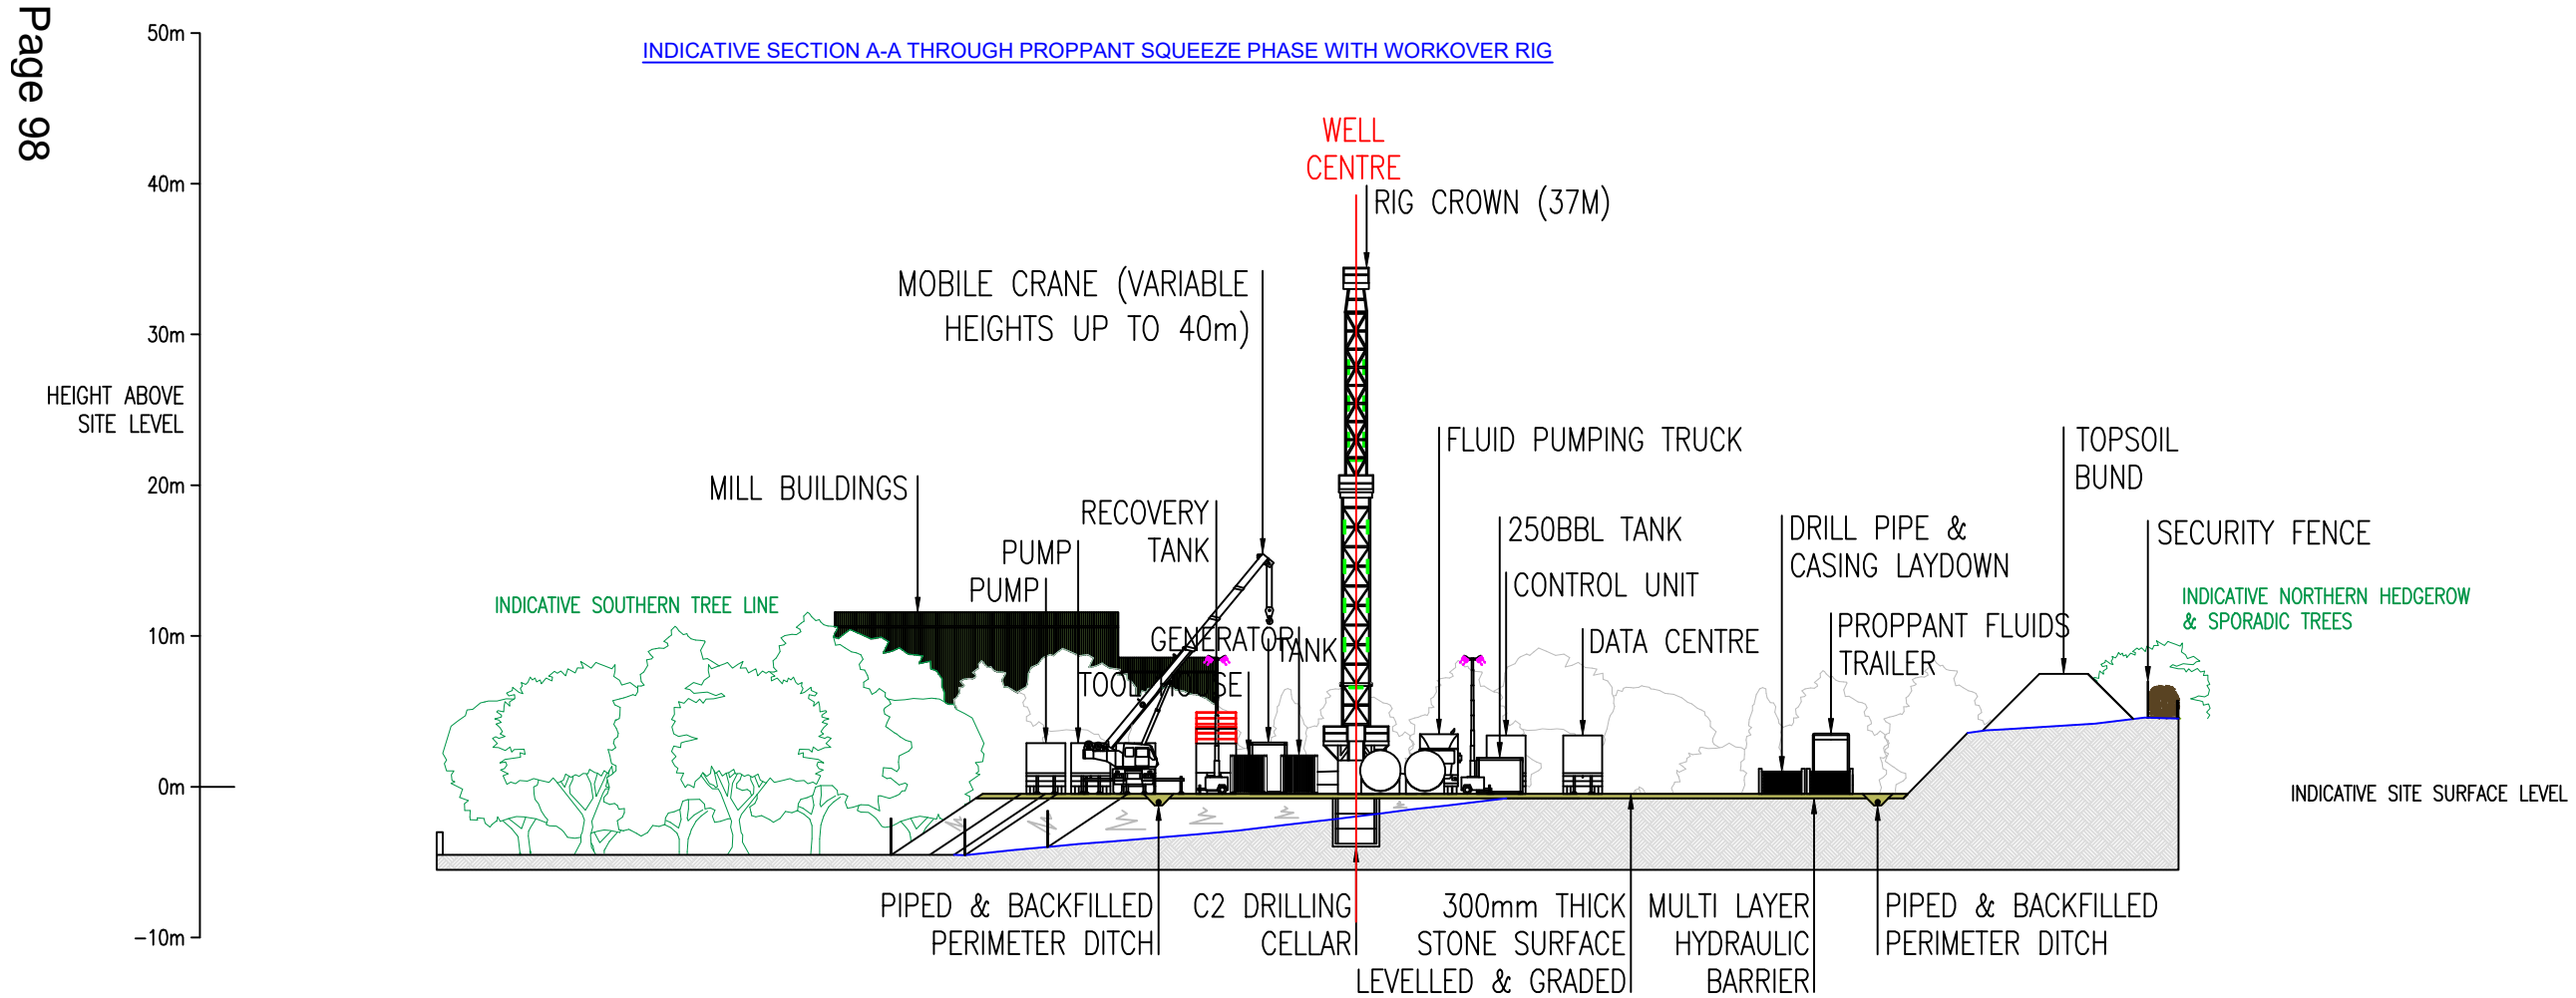 Page 98
INDICATIVE SECTION A-A THROUGH PROPPANT SQUEEZE PHASE WITH WORKOVER RIG
50m
40m
30m
20m
10m
0m
-10m
HEIGHT ABOVE
SITE LEVEL
WELL
CENTRE
RIG CROWN (37M)
MOBILE CRANE (VARIABLE
HEIGHTS UP TO 40m)
MILL BUILDINGS
RECOVERY
TANK
PUMP
PUMP
INDICATIVE SOUTHERN TREE LINE
GENERATOR
TANK
TOOL HOUSE
FLUID PUMPING TRUCK
250BBL TANK
CONTROL UNIT
DATA CENTRE
DRILL PIPE &
CASING LAYDOWN
PROPPANT FLUIDS
TRAILER
TOPSOIL
BUND
SECURITY FENCE
INDICATIVE NORTHERN HEDGEROW
& SPORADIC TREES
INDICATIVE SITE SURFACE LEVEL
PIPED & BACKFILLED
PERIMETER DITCH
C2 DRILLING
CELLAR
300mm THICK
STONE SURFACE
LEVELLED & GRADED
MULTI LAYER
HYDRAULIC
BARRIER
PIPED & BACKFILLED
PERIMETER DITCH